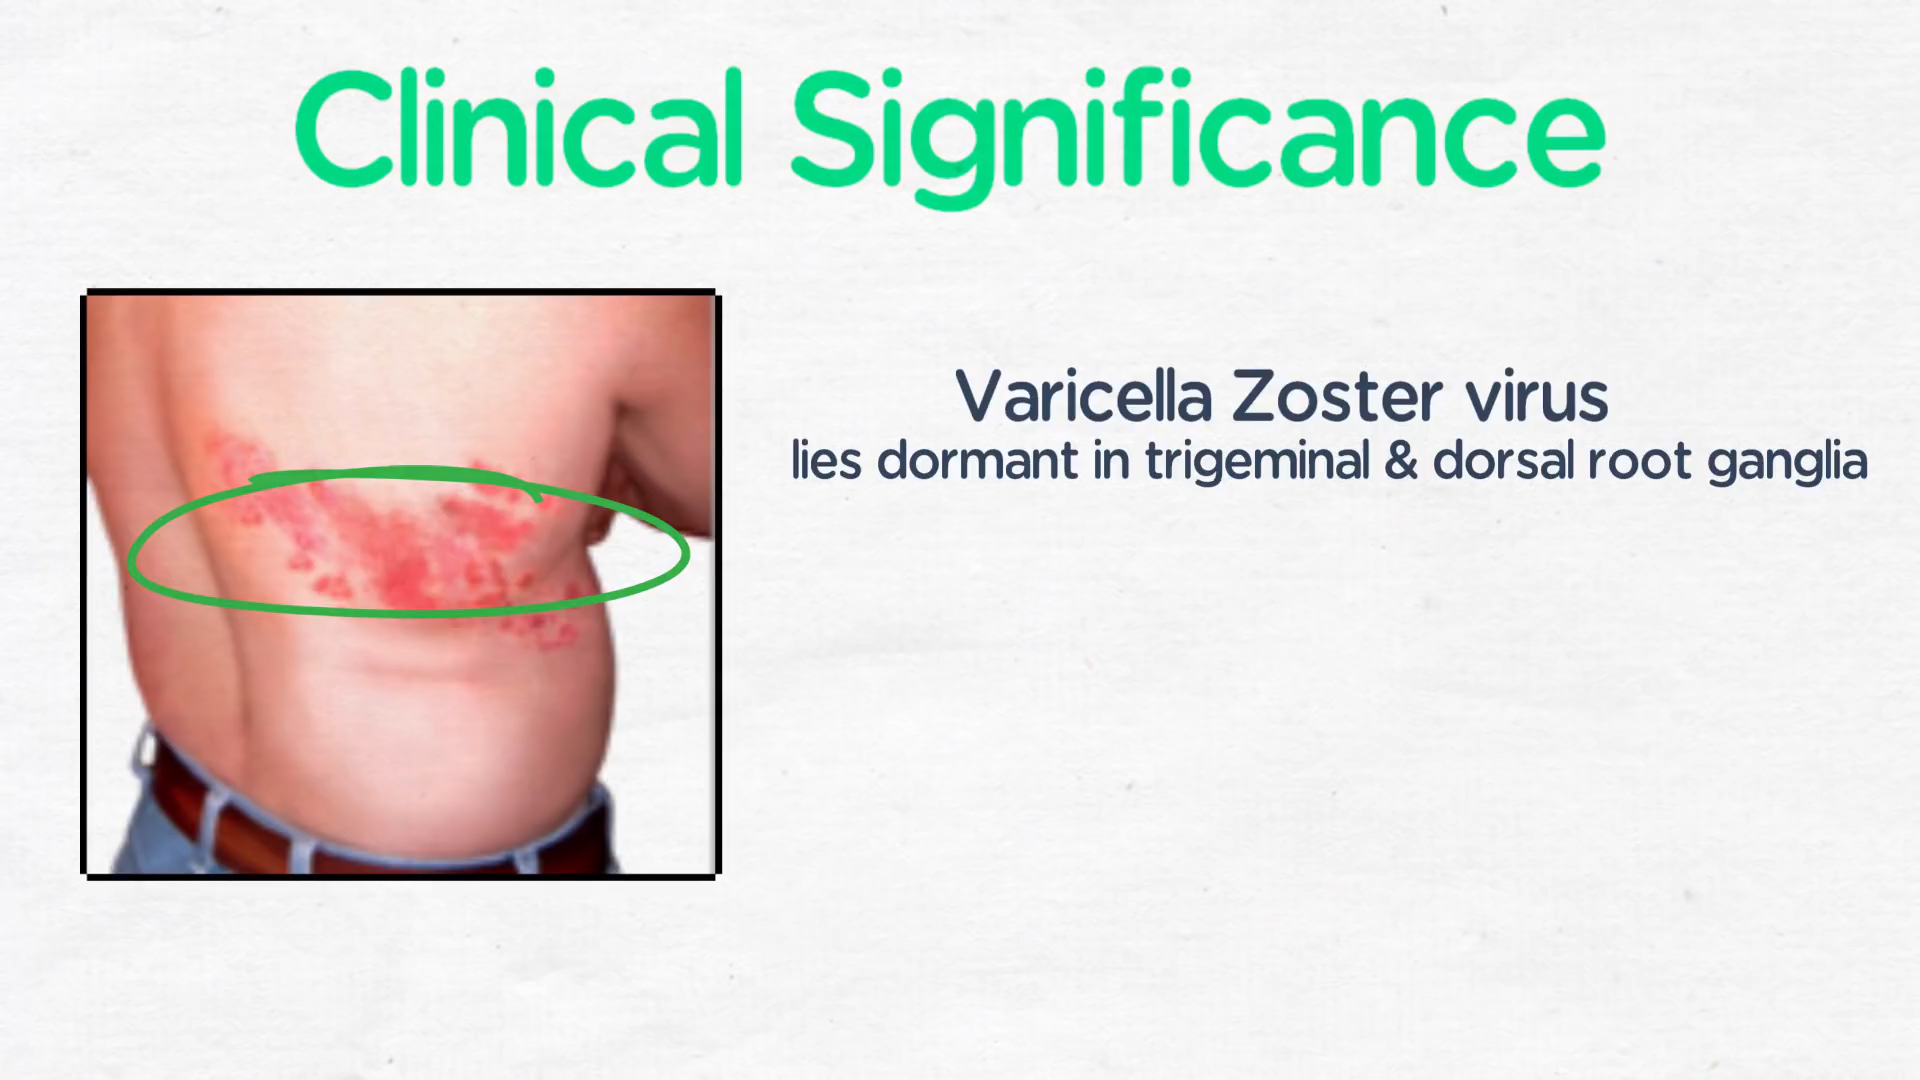 Clinical Significance
Varicella Zoster virus
lies dormant in trigeminal & dorsal root ganglia